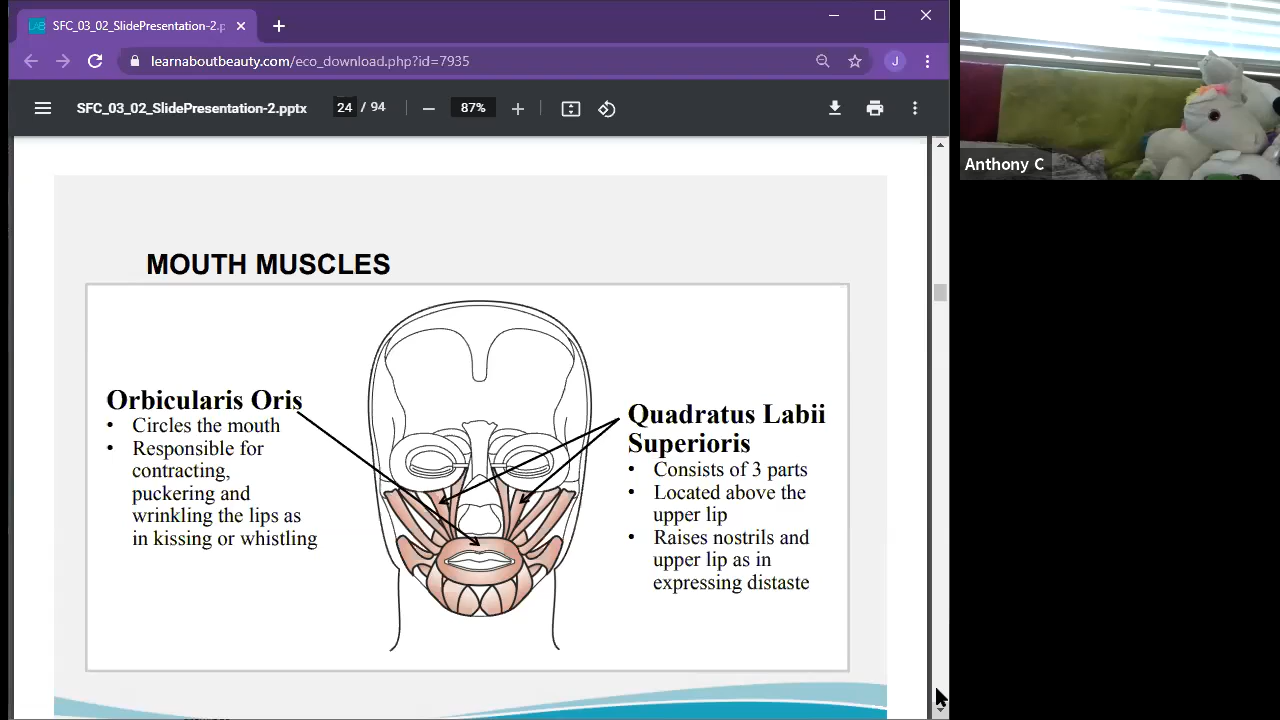 SFC_03_02_SlidePresentation-2.p
learnaboutbeauty.com/eco_download.php?id=7935
J
SFC_03_02_SlidePresentation-2.pptx
24 / 94
87%
Anthony C
MOUTH MUSCLES
Orbicularis Oris
• Circles the mouth
• Responsible for
contracting,
puckering and
wrinkling the lips as
in kissing or whistling
Quadratus Labii
Superioris
• Consists of 3 parts
• Located above the
upper lip
• Raises nostrils and
upper lip as in
expressing distaste